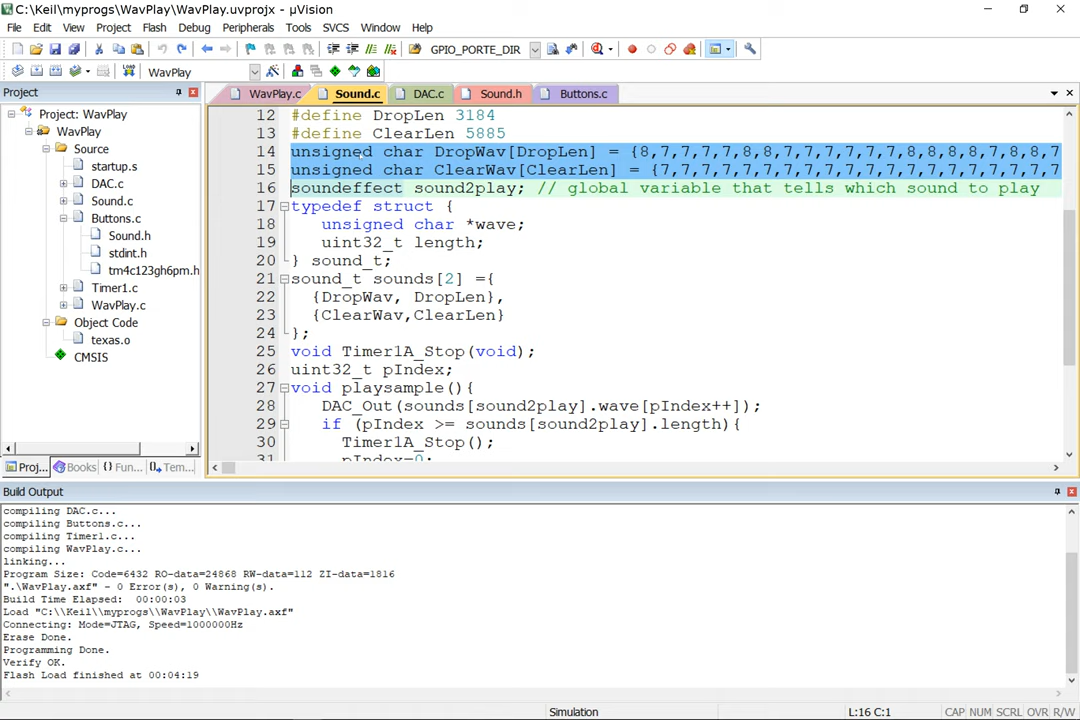 C:\Keil\myprogs\WavPlay\WavPlay.uvprojx - µVision
File Edit View Project Flash Debug Peripherals Tools SVCS Window Help
GPIO_PORTE_DIR
WavPlay
Project
WavPlay.c Sound.c DAC.c Sound.h Buttons.c
Project: WavPlay
WavPlay
Source
startup.s
DAC.c
Sound.c
Buttons.c
Sound.h
stdint.h
tm4c123gh6pm.h
Timer1.c
WavPlay.c
Object Code
texas.o
CMSIS
Proj... Books {} Fun... 0, Tem...
12 #define DropLen 3184
13 #define ClearLen 5885
14 unsigned char DropWav[DropLen] = {8,7,7,7,7,8,8,7,7,7,7,7,7,8,8,8,8,7,8,8,7
15 unsigned char ClearWav[ClearLen] = {7,7,7,7,7,7,7,7,7,7,7,7,7,7,7,7,7,7,7,7
16 soundeffect sound2play; // global variable that tells which sound to play
17 typedef struct {
18 unsigned char *wave;
19 uint32_t length;
20 } sound_t;
21 sound_t sounds[2] ={
22 {DropWav, DropLen},
23 {ClearWav,ClearLen}
24 };
25 void Timer1A_Stop(void);
26 uint32_t pIndex;
27 void playsample(){
28 DAC_Out(sounds[sound2play].wave[pIndex++]);
29 if (pIndex >= sounds[sound2play].length){
30 Timer1A_Stop();
31 pIndex=0;
Build Output
compiling DAC.c...
compiling Buttons.c...
compiling Timer1.c...
compiling WavPlay.c...
linking...
Program Size: Code=6432 RO-data=24868 RW-data=112 ZI-data=1816
".\WavPlay.axf" - 0 Error(s), 0 Warning(s).
Build Time Elapsed:  00:00:03
Load "C:\\Keil\\myprogs\\WavPlay\\WavPlay.axf"
Connecting: Mode=JTAG, Speed=1000000Hz
Erase Done.
Programming Done.
Verify OK.
Flash Load finished at 00:04:19
Simulation L:16 C:1 CAP NUM SCRL OVR R/W